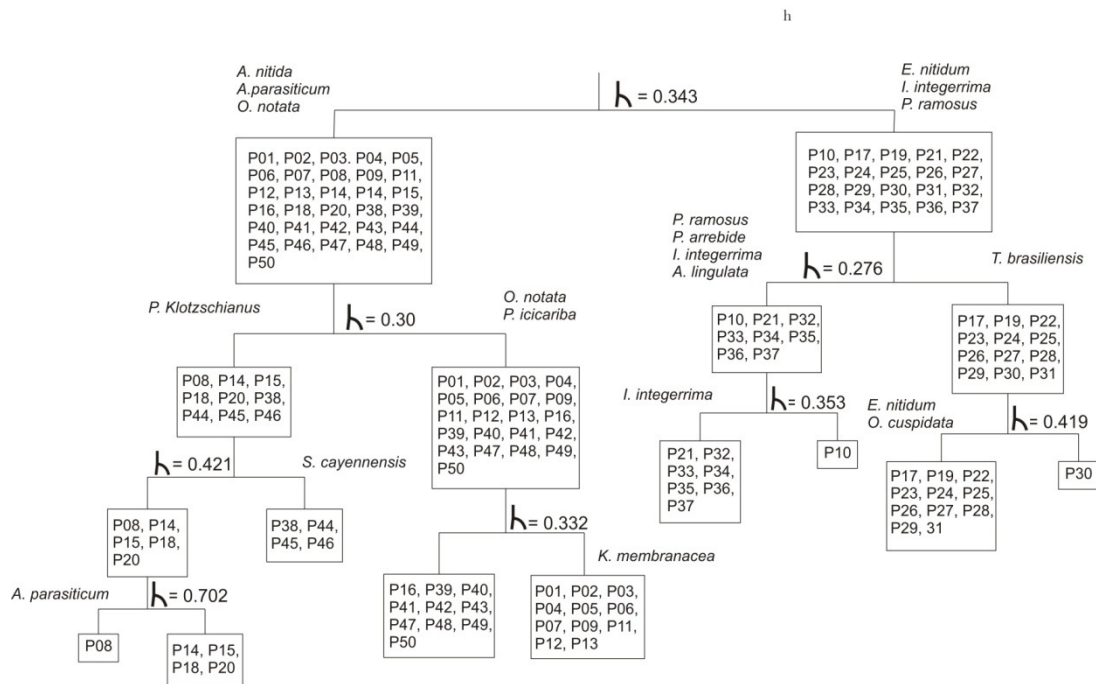 h
A. nitida
A.parasiticum
O. notata
ʎ= 0.343
E. nitidum
I. integerrima
P. ramosus
P01, P02, P03. P04, P05,
P06, P07, P08, P09, P11,
P12, P13, P14, P14, P15,
P16, P18, P20, P38, P39,
P40, P41, P42, P43, P44,
P45, P46, P47, P48, P49,
P50
P10, P17, P19, P21, P22,
P23, P24, P25, P26, P27,
P28, P29, P30, P31, P32,
P33, P34, P35, P36, P37
P. Klotzschianus
ʎ= 0.30
O. notata
P. icicariba
P. ramosus
P. arrebide
I. integerrima
A. lingulata
ʎ= 0.276
T. brasiliensis
P08, P14, P15,
P18, P20, P38,
P44, P45, P46
P01, P02, P03, P04,
P05, P06, P07, P09,
P11, P12, P13, P16,
P39, P40, P41, P42,
P43, P47, P48, P49,
P50
P10, P21, P32,
P33, P34, P35,
P36, P37
P17, P19, P22,
P23, P24, P25,
P26, P27, P28,
P29, P30, P31
ʎ= 0.421
S. cayennensis
P08, P14,
P15, P18,
P20
P38, P44,
P45, P46
ʎ= 0.332
K. membranacea
I. integerrima
ʎ= 0.353
P21, P32,
P33, P34,
P35, P36,
P37
P10
E. nitidum
O. cuspidata
ʎ= 0.419
P17, P19, P22,
P23, P24, P25,
P26, P27, P28,
P29, 31
P30
A. parasiticum
ʎ= 0.702
P08
P14, P15,
P18, P20
P16, P39, P40,
P41, P42, P43,
P47, P48, P49,
P50
P01, P02, P03,
P04, P05, P06,
P07, P09, P11,
P12, P13